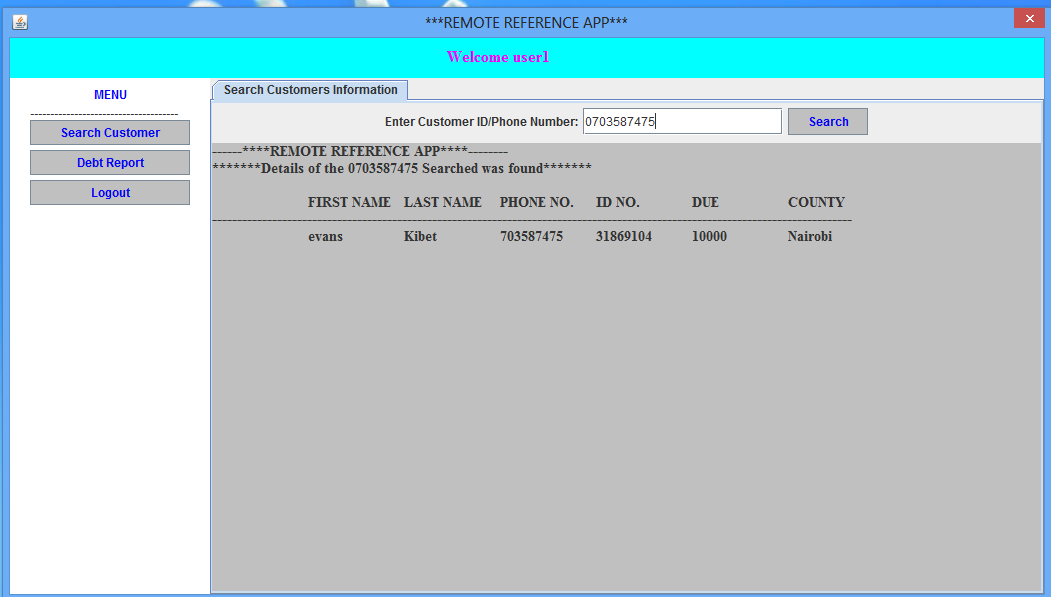 ***REMOTE REFERENCE APP***
Welcome user1
MENU
--------------------------------------
Search Customer
Debt Report
Logout
Search Customers Information
Enter Customer ID/Phone Number: 0703587475 Search
------****REMOTE REFERENCE APP****--------
*******Details of the 0703587475 Searched was found*******
FIRST NAME LAST NAME PHONE NO. ID NO. DUE COUNTY
--------------------------------------------------------------------------------------------------------------------------------
evans Kibet 703587475 31869104 10000 Nairobi